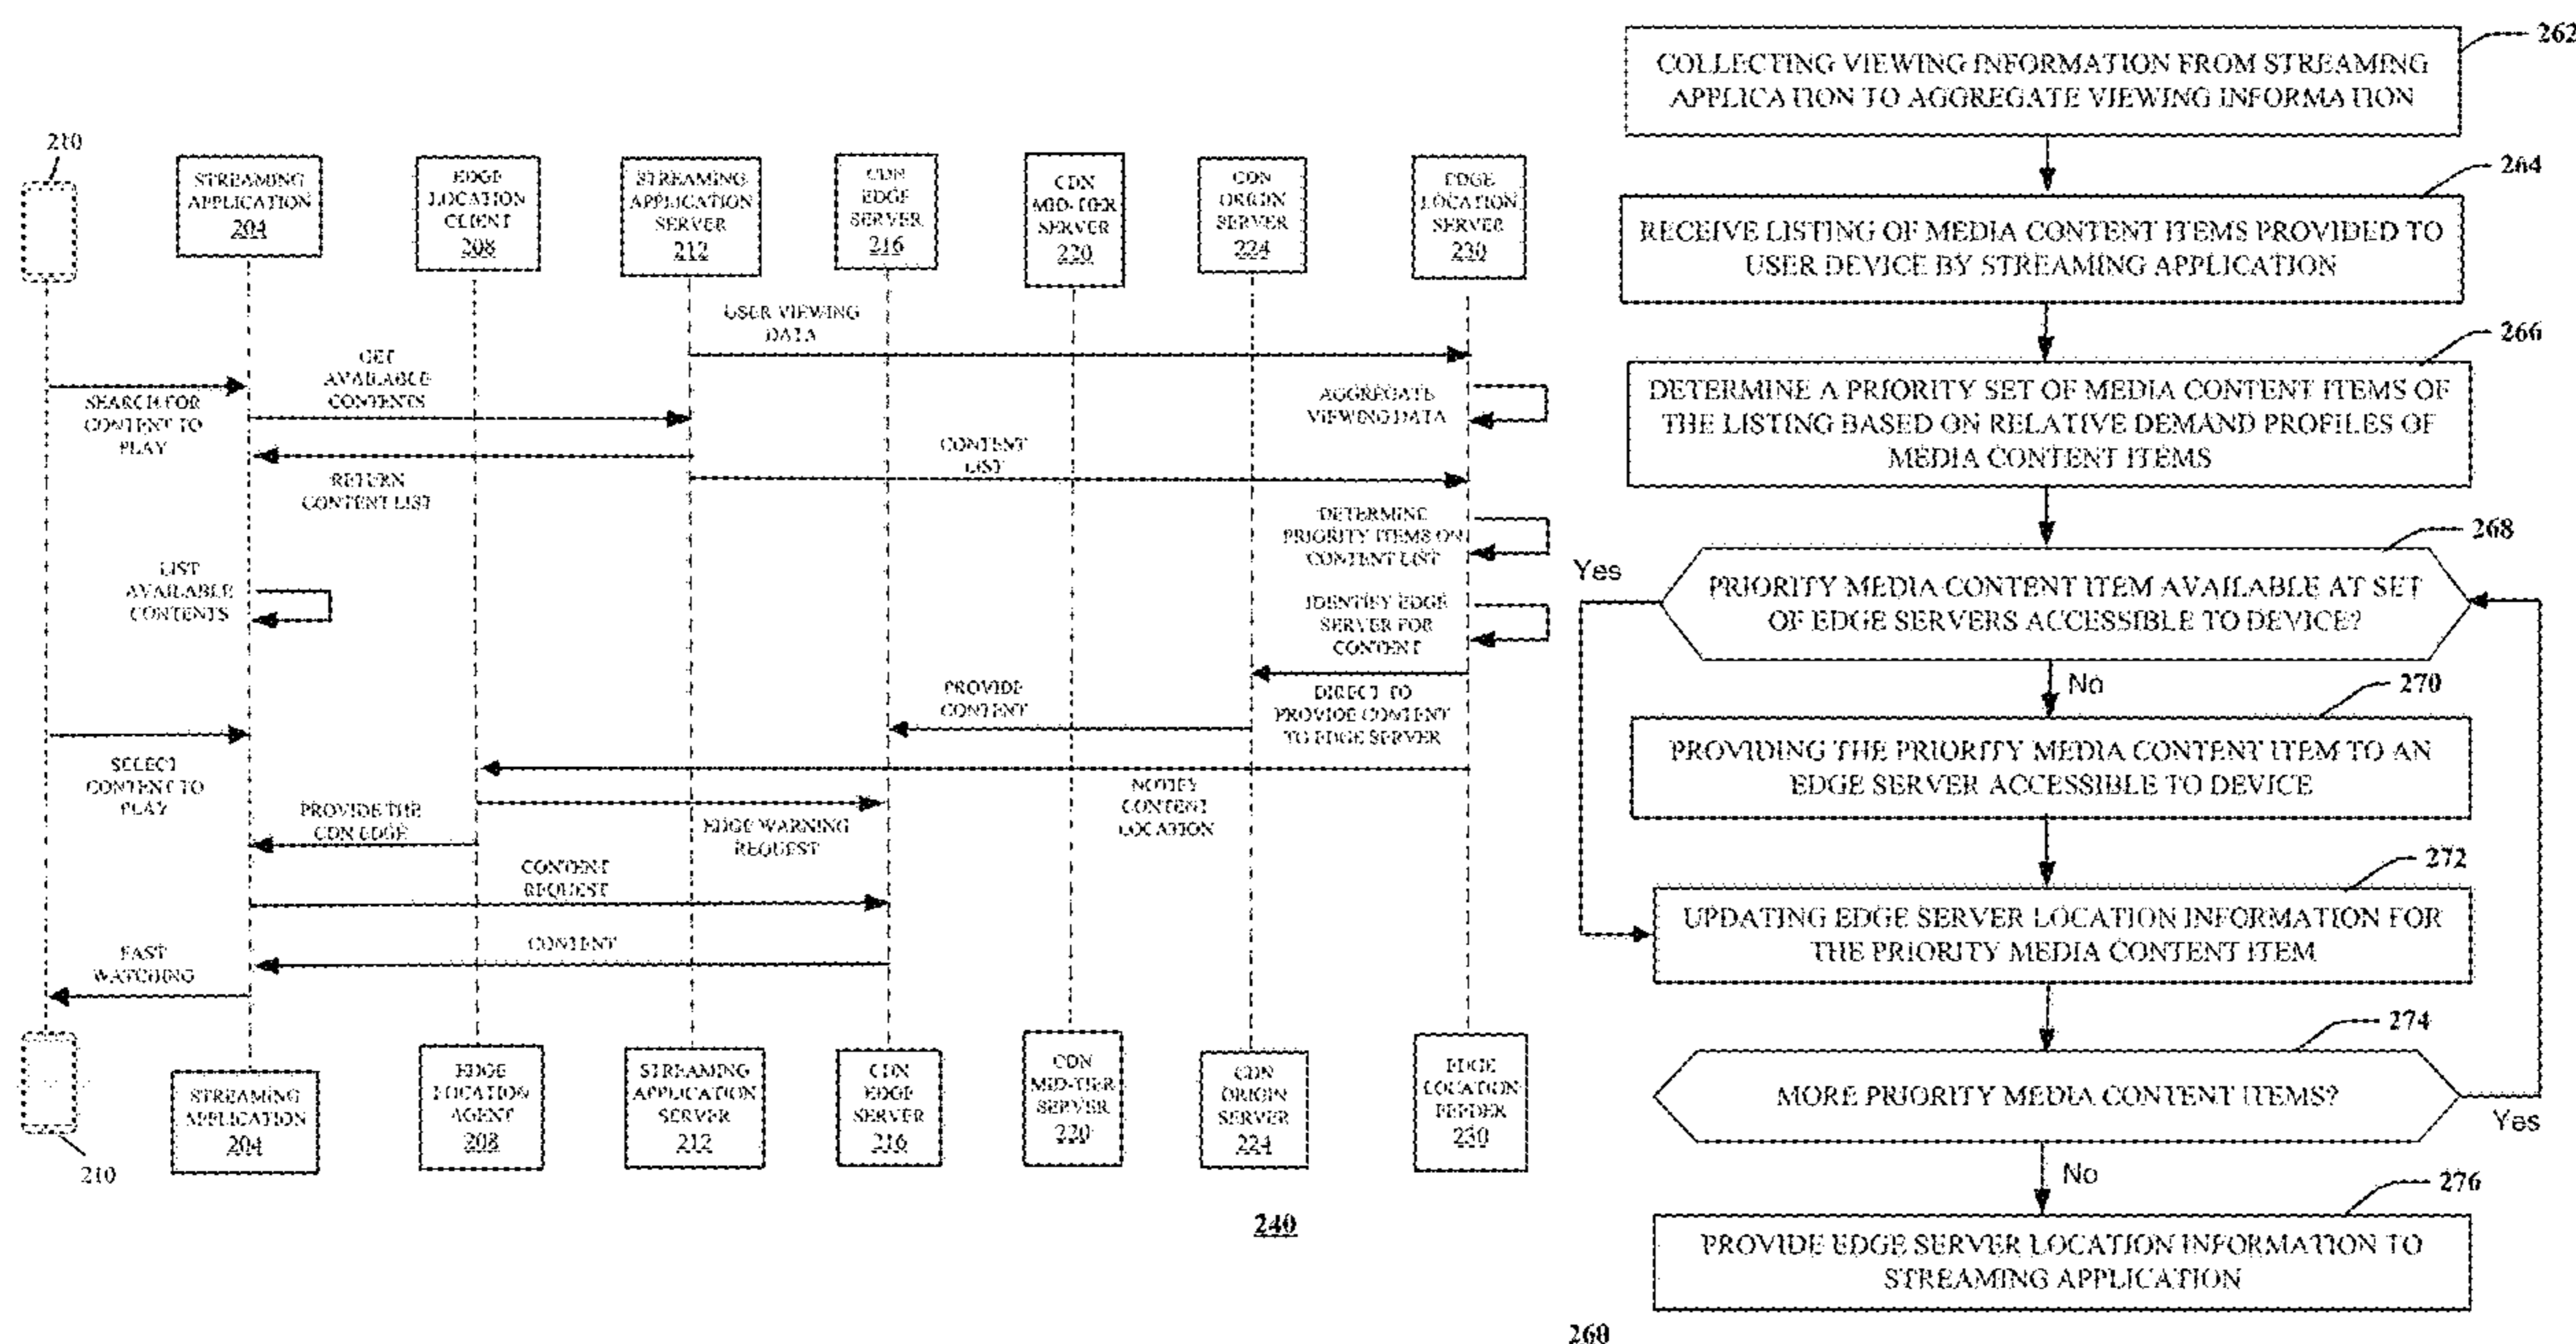 210
STREAMING
APPLICATION
204
EDGE
LOCATION
CLIENT
208
STREAMING
APPLICATION
SERVER
212
CDN
EDGE
SERVER
216
CDN
MID-TIER
SERVER
220
CDN
ORIGIN
SERVER
224
EDGE
LOCATION
SERVER
230
USER VIEWING
DATA
SEARCH FOR
CONTENT TO
PLAY
GET
AVAILABLE
CONTENTS
AGGREGATE
VIEWING DATA
RETURN
CONTENT LIST
CONTENT
LIST
DETERMINE
PRIORITY ITEMS ON
CONTENT LIST
LIST
AVAILABLE
CONTENTS
IDENTIFY EDGE
SERVER FOR
CONTENT
DIRECT TO
PROVIDE CONTENT
TO EDGE SERVER
PROVIDE
CONTENT
SELECT
CONTENT TO
PLAY
NOTIFY
CONTENT
LOCATION
PROVIDE THE
CDN EDGE
EDGE WARNING
REQUEST
CONTENT
REQUEST
CONTENT
FAST
WATCHING
210
STREAMING
APPLICATION
204
EDGE
LOCATION
AGENT
208
STREAMING
APPLICATION
SERVER
212
CDN
EDGE
SERVER
216
CDN
MID-TIER
SERVER
220
CDN
ORIGIN
SERVER
224
EDGE
LOCATION
FEEDER
230
240
262
COLLECTING VIEWING INFORMATION FROM STREAMING
APPLICATION TO AGGREGATE VIEWING INFORMATION
264
RECEIVE LISTING OF MEDIA CONTENT ITEMS PROVIDED TO
USER DEVICE BY STREAMING APPLICATION
266
DETERMINE A PRIORITY SET OF MEDIA CONTENT ITEMS OF
THE LISTING BASED ON RELATIVE DEMAND PROFILES OF
MEDIA CONTENT ITEMS
268
PRIORITY MEDIA CONTENT ITEM AVAILABLE AT SET
OF EDGE SERVERS ACCESSIBLE TO DEVICE?
Yes
No
270
PROVIDING THE PRIORITY MEDIA CONTENT ITEM TO AN
EDGE SERVER ACCESSIBLE TO DEVICE
272
UPDATING EDGE SERVER LOCATION INFORMATION FOR
THE PRIORITY MEDIA CONTENT ITEM
274
MORE PRIORITY MEDIA CONTENT ITEMS?
Yes
No
276
PROVIDE EDGE SERVER LOCATION INFORMATION TO
STREAMING APPLICATION
260